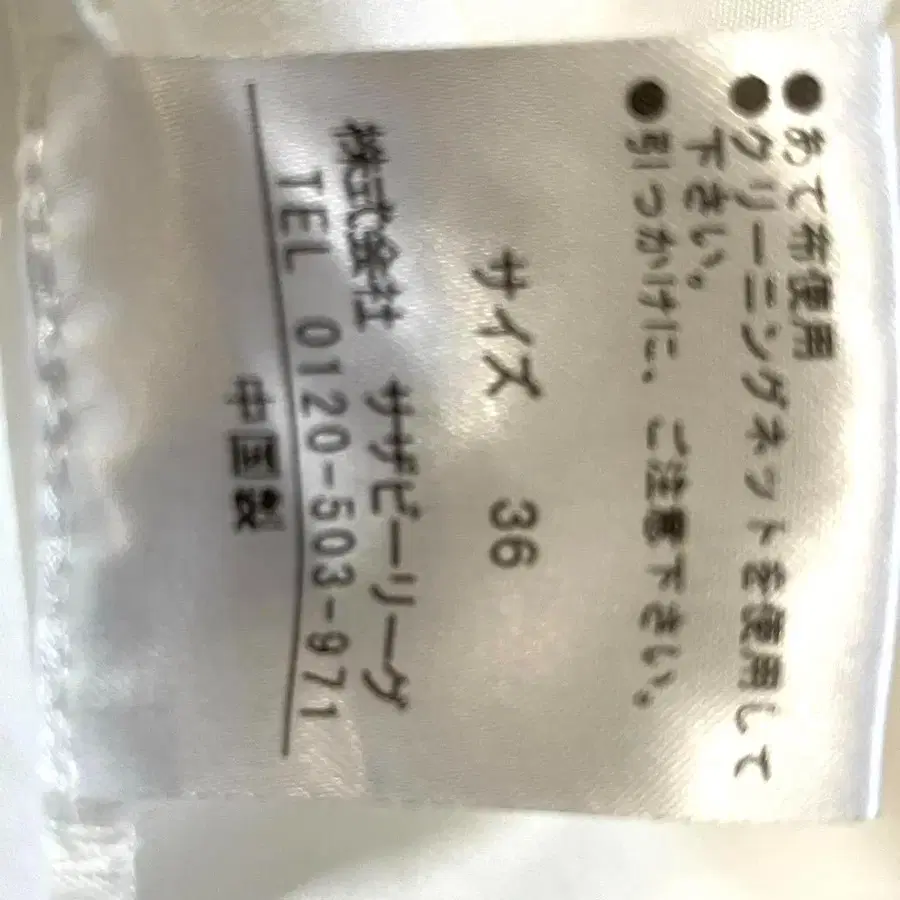 ●あて布使用
●クリーニングネットを使用して
下さい。
●引っかけに、ご注意下さい。
サイズ 36
株式会社 サザビーリーグ
TEL 0120-503-971
中国製